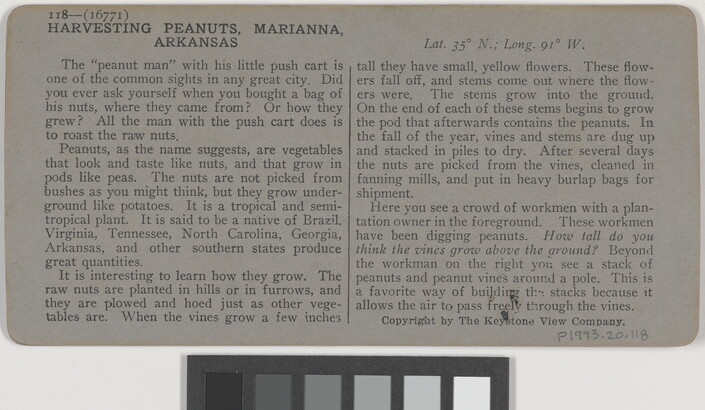 118—(16771)
HARVESTING PEANUTS, MARIANNA,
ARKANSAS
Lat. 35° N.; Long. 91° W.
The "peanut man" with his little push cart is
one of the common sights in any great city. Did
you ever ask yourself when you bought a bag of
his nuts, where they came from? Or how they
grew? All the man with the push cart does is
to roast the raw nuts.
Peanuts, as the name suggests, are vegetables
that look and taste like nuts, and that grow in
pods like peas. The nuts are not picked from
bushes as you might think, but they grow under-
ground like potatoes. It is a tropical and semi-
tropical plant. It is said to be a native of Brazil.
Virginia, Tennessee, North Carolina, Georgia,
Arkansas, and other southern states produce
great quantities.
It is interesting to learn how they grow. The
raw nuts are planted in hills or in furrows, and
they are plowed and hoed just as other vege-
tables are. When the vines grow a few inches
tall they have small, yellow flowers. These flow-
ers fall off, and stems come out where the flow-
ers were. The stems grow into the ground.
On the end of each of these stems begins to grow
the pod that afterwards contains the peanuts. In
the fall of the year, vines and stems are dug up
and stacked in piles to dry. After several days
the nuts are picked from the vines, cleaned in
fanning mills, and put in heavy burlap bags for
shipment.
Here you see a crowd of workmen with a plan-
tation owner in the foreground. These workmen
have been digging peanuts. How tall do you
think the vines grow above the ground? Beyond
the workman on the right you see a stack of
peanuts and peanut vines around a pole. This is
a favorite way of building the stacks because it
allows the air to pass freely through the vines.
Copyright by The Keystone View Company.
P1993.20.118